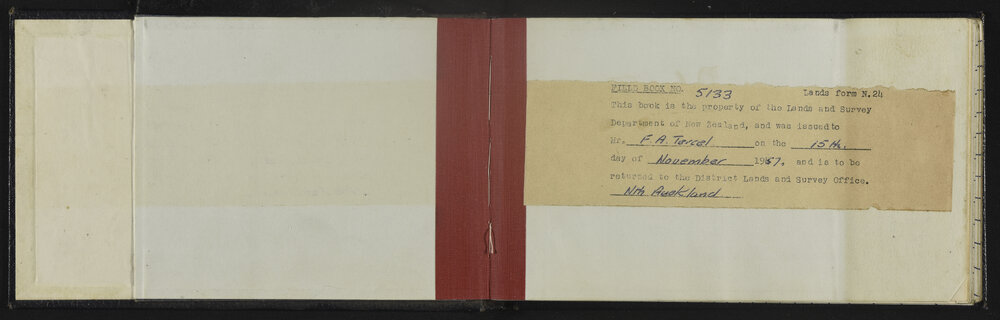 FIELD BOOK NO. 5133 Lands form N.24
This book is the property of the Lands and Survey
Department of New Zealand, and was issued to
Mr. F. A. Tercel on the 15th.
day of November 1957. and is to be
returned to the District Lands and Survey Office.
Nth Auckland